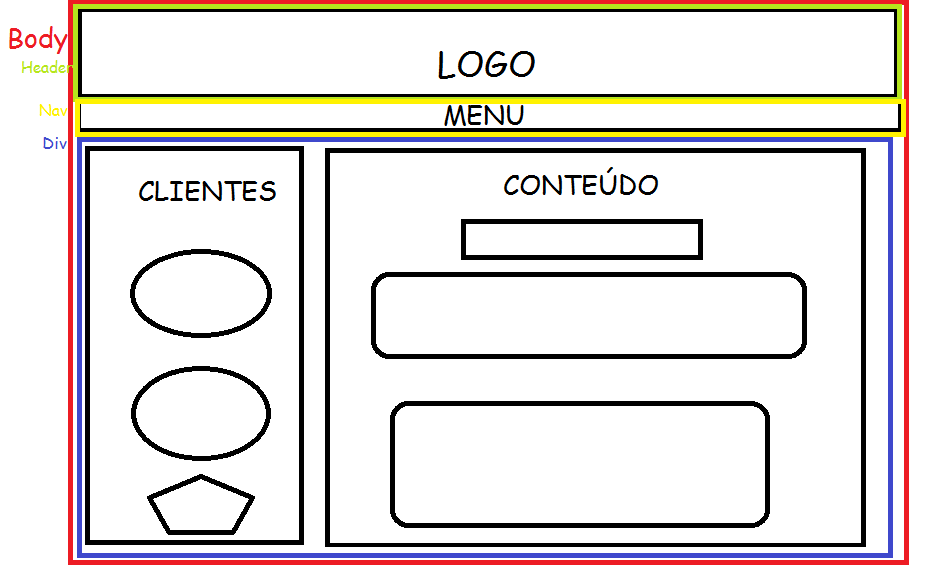 Body
Header
LOGO
Nav
MENU
Div
CLIENTES
CONTEÚDO